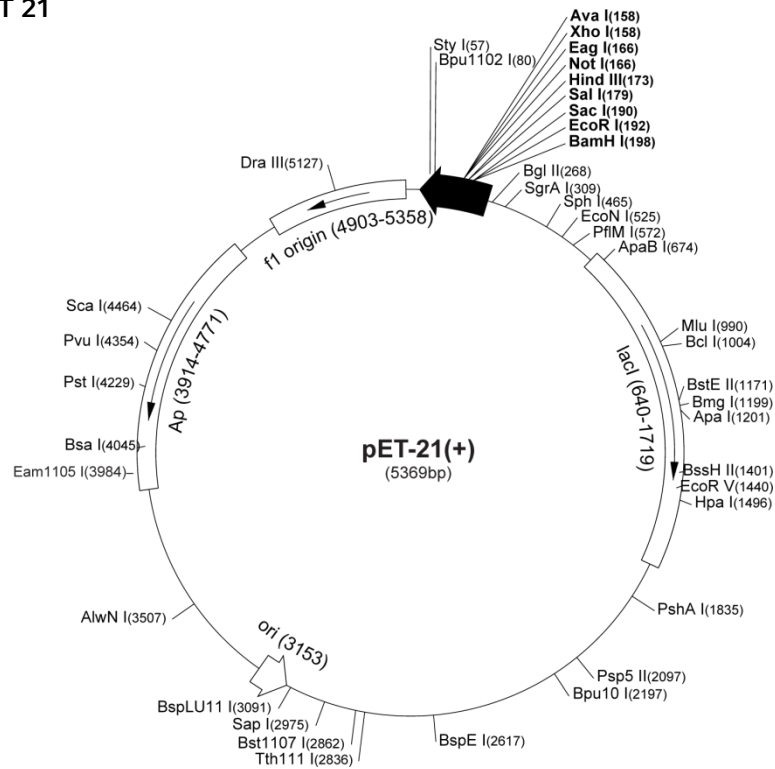 T 21
Ava I(158)
Xho I(158)
Eag I(166)
Not I(166)
Hind III(173)
Sal I(179)
Sac I(190)
EcoR I(192)
BamH I(198)
Sty I(57)
Bpu1102 I(80)
Dra III(5127)
Bgl II(268)
SgrA I(309)
Sph I(465)
EcoN I(525)
PflM I(572)
ApaB I(674)
f1 origin (4903-5358)
Sca I(4464)
Pvu I(4354)
Pst I(4229)
Bsa I(4045)
Eam1105 I(3984)
Ap (3914-4771)
Mlu I(990)
Bcl I(1004)
BstE II(1171)
Bmg I(1199)
Apa I(1201)
lacI (640-1719)
BssH II(1401)
EcoR V(1440)
Hpa I(1496)
pET-21(+)
(5369bp)
PshA I(1835)
AlwN I(3507)
ori (3153)
Psp5 II(2097)
Bpu10 I(2197)
BspLU11 I(3091)
Sap I(2975)
Bst1107 I(2862)
Tth111 I(2836)
BspE I(2617)